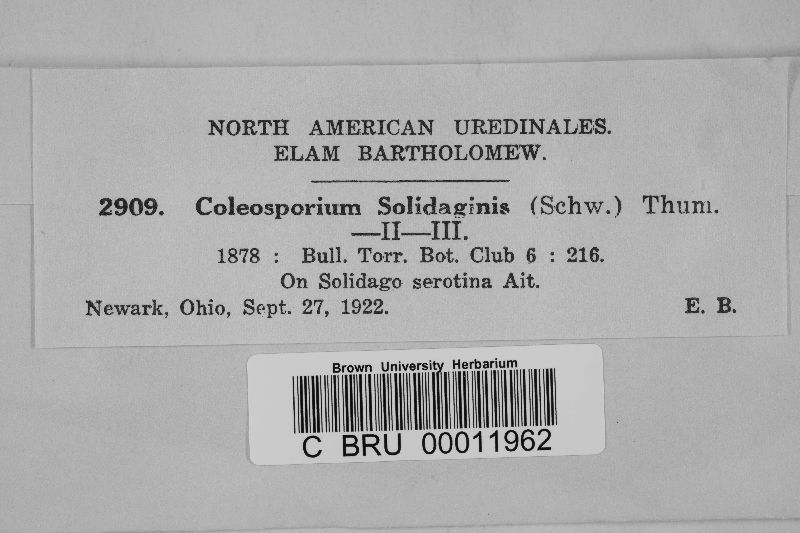 NORTH AMERICAN UREDINALES.
ELAM BARTHOLOMEW.
2909. Coleosporium Solidaginis (Schw.) Thum.
—II—III.
1878 : Bull. Torr. Bot. Club 6 : 216.
On Solidago serotina Ait.
Newark, Ohio, Sept. 27, 1922. E. B.
Brown University Herbarium
C BRU 00011962